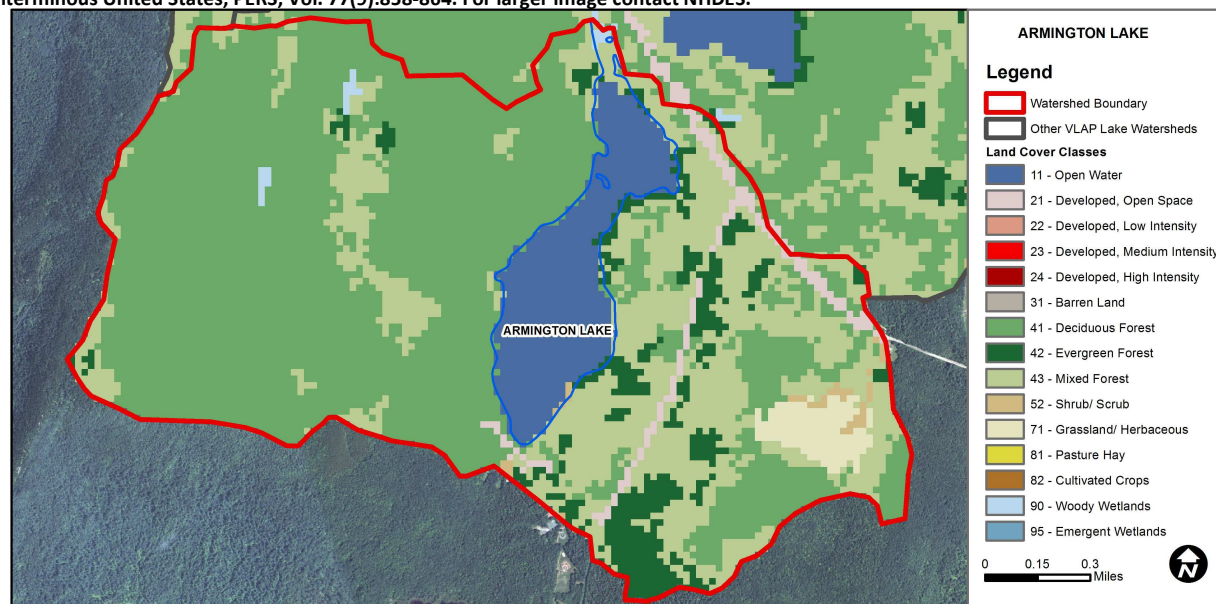 nterminous United States, PERS, Vol. 77(9):858-864. For larger image contact NHDES.
ARMINGTON LAKE
ARMINGTON LAKE
Legend
Watershed Boundary
Other VLAP Lake Watersheds
Land Cover Classes
11 - Open Water
21 - Developed, Open Space
22 - Developed, Low Intensity
23 - Developed, Medium Intensity
24 - Developed, High Intensity
31 - Barren Land
41 - Deciduous Forest
42 - Evergreen Forest
43 - Mixed Forest
52 - Shrub/ Scrub
71 - Grassland/ Herbaceous
81 - Pasture Hay
82 - Cultivated Crops
90 - Woody Wetlands
95 - Emergent Wetlands
0 0.15 0.3
Miles
N